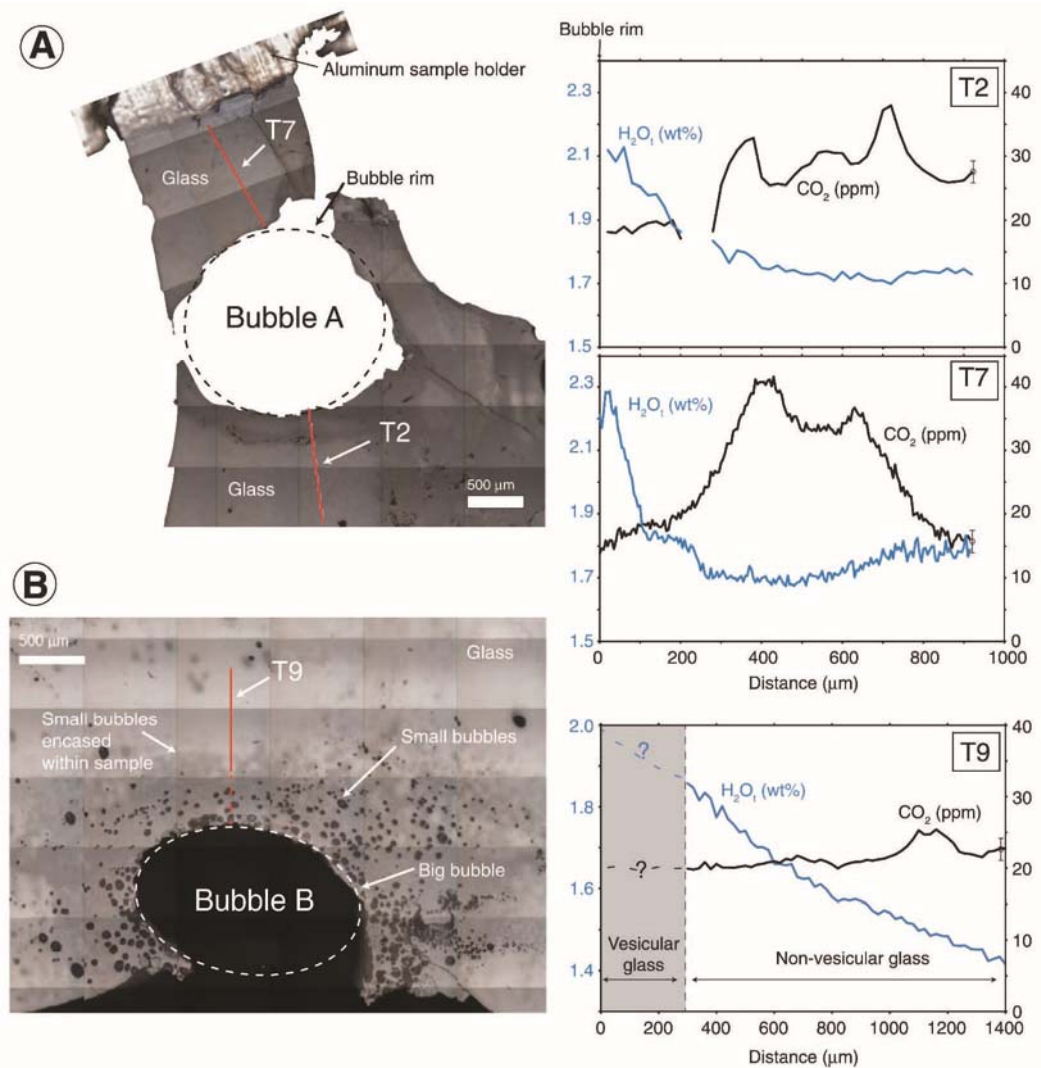 A
Aluminum sample holder
T7
Glass
Bubble rim
Bubble A
T2
Glass
500 µm
B
500 µm
Glass
T9
Small bubbles
encased
within sample
Small bubbles
Big bubble
Bubble B
Bubble rim
T2
2.3
2.1
1.9
1.7
1.5
H₂Oₜ (wt%)
CO₂ (ppm)
40
30
20
10
0
T7
2.3
2.1
1.9
1.7
1.5
H₂Oₜ (wt%)
CO₂ (ppm)
40
30
20
10
0
0 200 400 600 800 1000
Distance (µm)
T9
2.0
1.8
1.6
1.4
?
?
H₂Oₜ (wt%)
CO₂ (ppm)
Vesicular
glass
Non-vesicular glass
40
30
20
10
0
0 200 400 600 800 1000 1200 1400
Distance (µm)